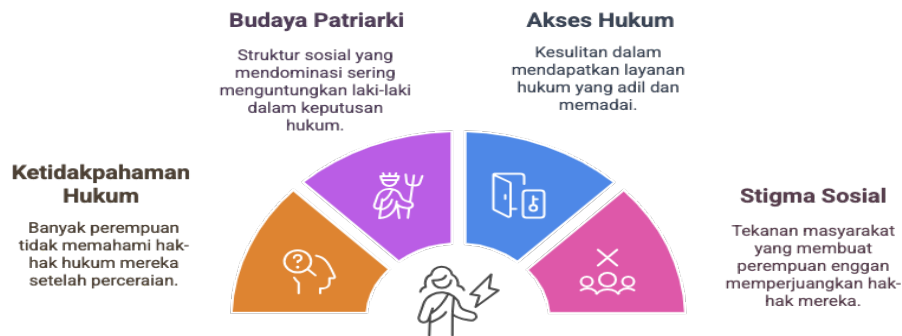 Budaya Patriarki
Struktur sosial yang
mendominasi sering
menguntungkan laki-laki
dalam keputusan
hukum.
Akses Hukum
Kesulitan dalam
mendapatkan layanan
hukum yang adil dan
memadai.
Ketidakpahaman
Hukum
Banyak perempuan
tidak memahami hak-
hak hukum mereka
setelah perceraian.
Stigma Sosial
Tekanan masyarakat
yang membuat
perempuan enggan
memperjuangkan hak-
hak mereka.